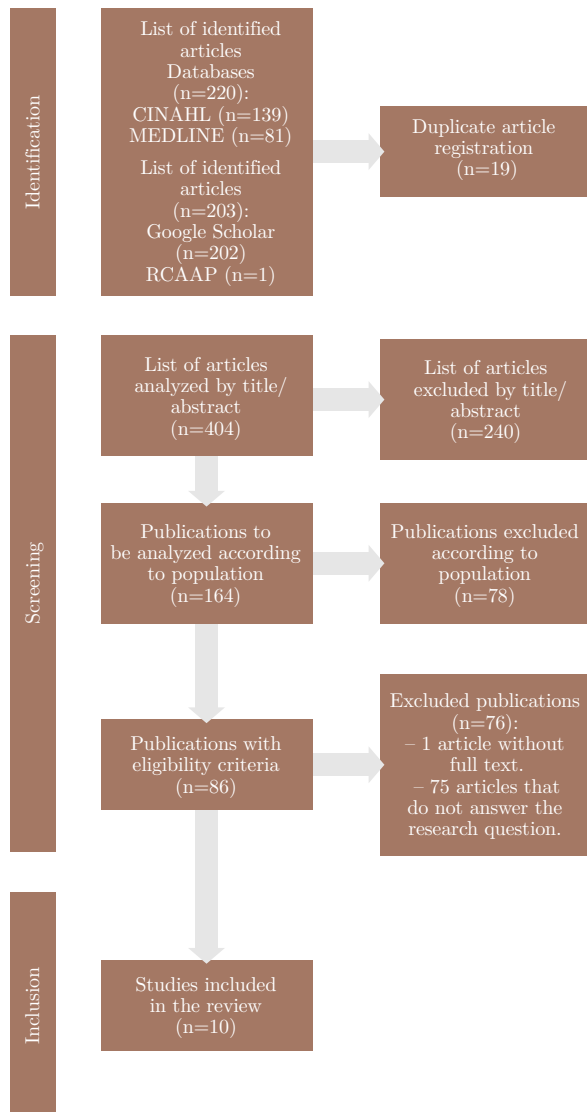 Identification
List of identified
articles
Databases
(n=220):
CINAHL (n=139)
MEDLINE (n=81)
List of identified
articles
(n=203):
Google Scholar
(n=202)
RCAAP (n=1)
Duplicate article
registration
(n=19)
Screening
List of articles
analyzed by title/
abstract
(n=404)
List of articles
excluded by title/
abstract
(n=240)
Publications to
be analyzed according
to population
(n=164)
Publications excluded
according to
population
(n=78)
Publications with
eligibility criteria
(n=86)
Excluded publications
(n=76):
– 1 article without
full text.
– 75 articles that
do not answer the
research question.
Inclusion
Studies included
in the review
(n=10)